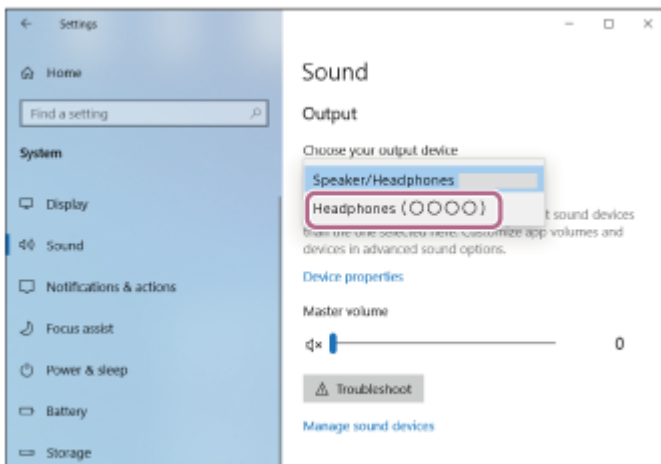 Settings
Home
Find a setting
System
Display
Sound
Notifications & actions
Focus assist
Power & sleep
Battery
Storage
Sound
Output
Choose your output device
Speaker/Headphones
Headphones (○○○○)
t sound devices
than the one selected here. Customize app volumes and
devices in advanced sound options.
Device properties
Master volume
0
Troubleshoot
Manage sound devices